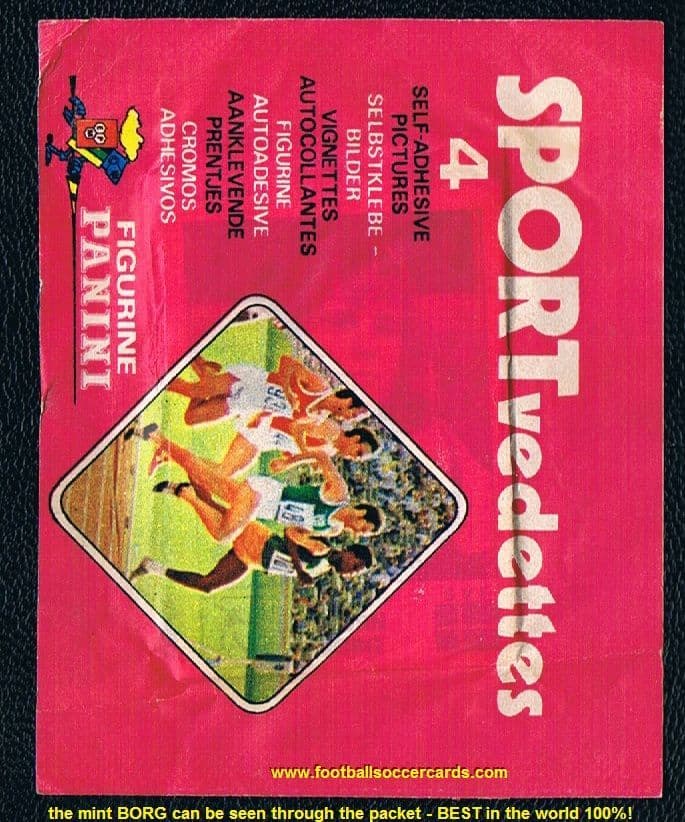 SPORT vedettes
4
SELF-ADHESIVE
PICTURES
SELBSTKLEBE -
BILDER
VIGNETTES
AUTOCOLLANTES
FIGURINE
AUTOADESIVE
AANKLEVENDE
PRENTJES
CROMOS
ADHESIVOS
FIGURINE
PANINI
www.footballsoccercards.com
the mint BORG can be seen through the packet - BEST in the world 100%!